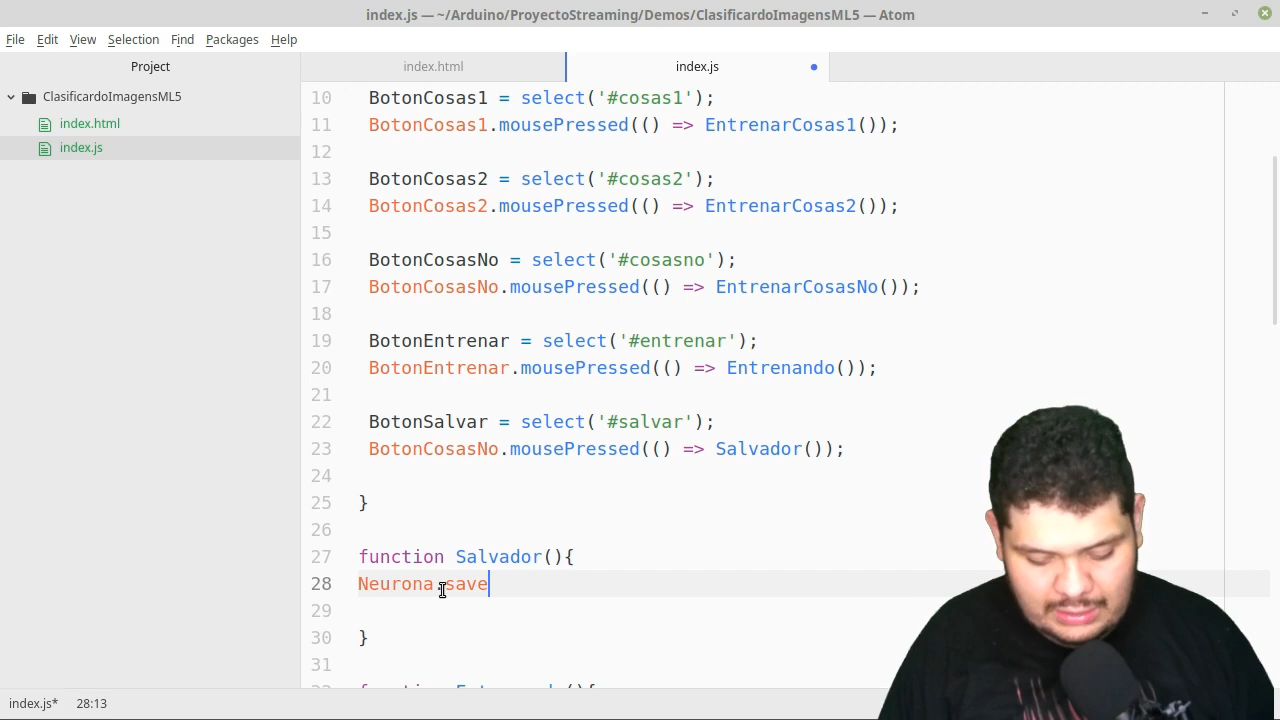 index.js — ~/Arduino/ProyectoStreaming/Demos/ClasificardoImagensML5 — Atom
File Edit View Selection Find Packages Help
Project
index.html
index.js
ClasificardoImagensML5
index.html
index.js
10 BotonCosas1 = select('#cosas1');
11 BotonCosas1.mousePressed(() => EntrenarCosas1());
12
13 BotonCosas2 = select('#cosas2');
14 BotonCosas2.mousePressed(() => EntrenarCosas2());
15
16 BotonCosasNo = select('#cosasno');
17 BotonCosasNo.mousePressed(() => EntrenarCosasNo());
18
19 BotonEntrenar = select('#entrenar');
20 BotonEntrenar.mousePressed(() => Entrenando());
21
22 BotonSalvar = select('#salvar');
23 BotonCosasNo.mousePressed(() => Salvador());
24
25 }
26
27 function Salvador(){
28 Neurona.save
29
30 }
31
index.js* 28:13